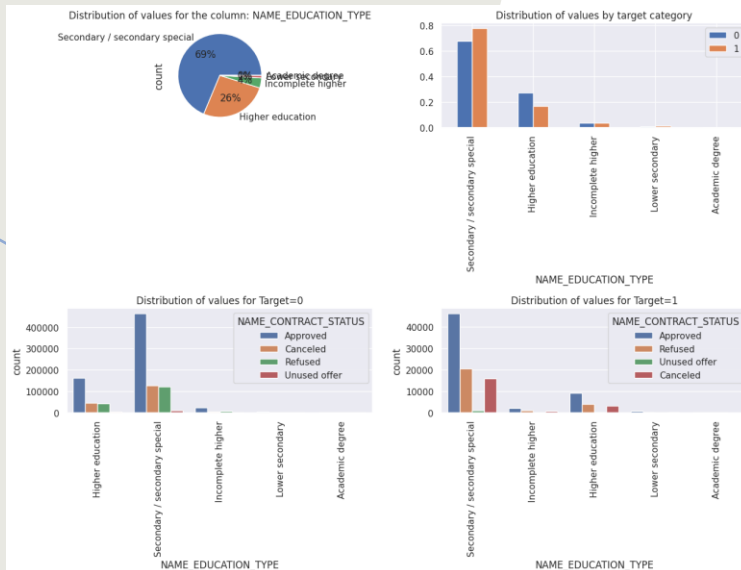 Distribution of values for the column: NAME_EDUCATION_TYPE
Secondary / secondary special
69%
count
Academic degree
Lower secondary
Incomplete higher
26%
Higher education
Distribution of values by target category
0.8
0.6
0.4
0.2
0.0
0
1
Secondary / secondary special
Higher education
Incomplete higher
Lower secondary
Academic degree
NAME_EDUCATION_TYPE
Distribution of values for Target=0
count
400000
300000
200000
100000
0
NAME_CONTRACT_STATUS
Approved
Canceled
Refused
Unused offer
Higher education
Secondary / secondary special
Incomplete higher
Lower secondary
Academic degree
NAME_EDUCATION_TYPE
Distribution of values for Target=1
count
40000
30000
20000
10000
0
NAME_CONTRACT_STATUS
Approved
Refused
Unused offer
Canceled
Secondary / secondary special
Incomplete higher
Higher education
Lower secondary
Academic degree
NAME_EDUCATION_TYPE